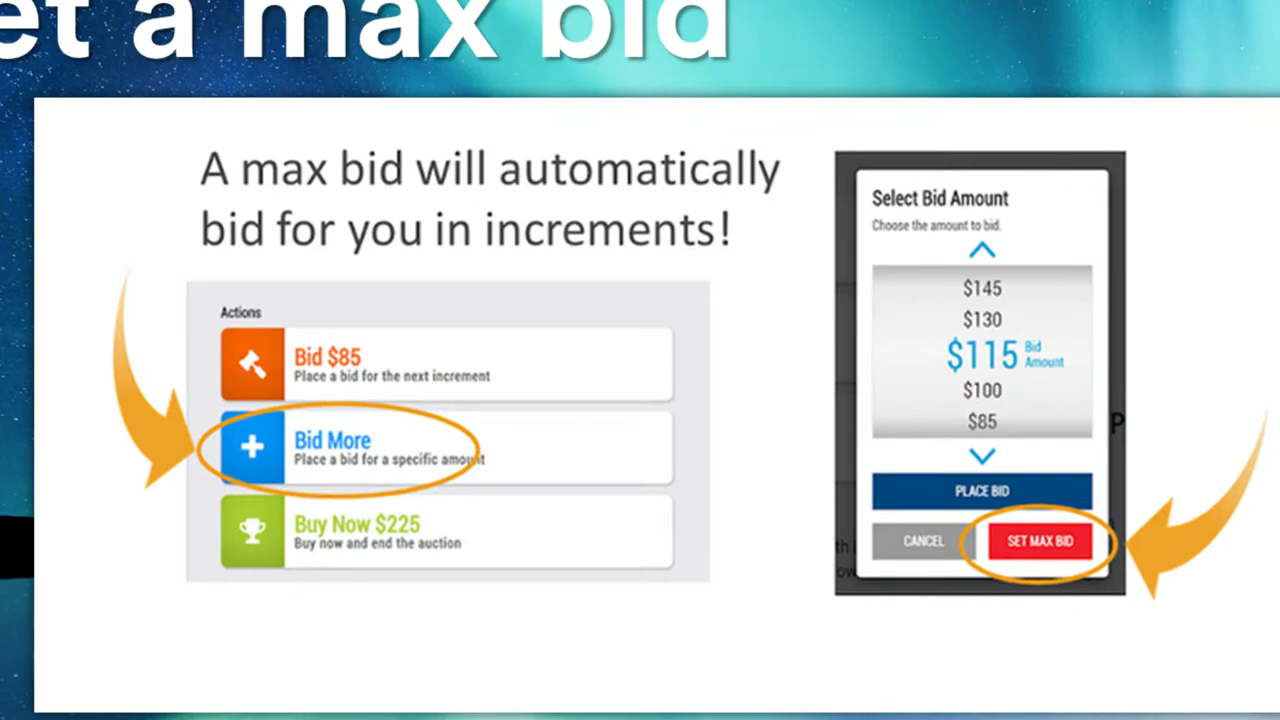 et a max bid
A max bid will automatically
bid for you in increments!
Actions
Bid $85
Place a bid for the next increment
Bid More
Place a bid for a specific amount
Buy Now $225
Buy now and end the auction
Select Bid Amount
Choose the amount to bid.
$145
$130
$115 Bid Amount
$100
$85
PLACE BID
CANCEL
SET MAX BID
P